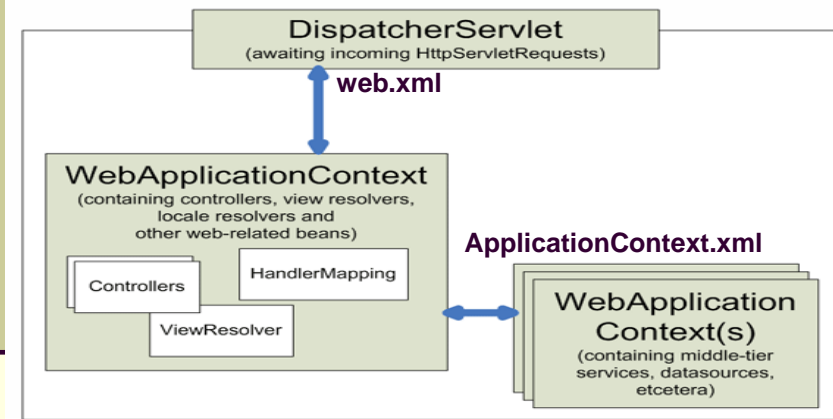 DispatcherServlet
(awaiting incoming HttpServletRequests)
web.xml
WebApplicationContext
(containing controllers, view resolvers,
locale resolvers and
other web-related beans)
Controllers
HandlerMapping
ViewResolver
ApplicationContext.xml
WebApplication
Context(s)
(containing middle-tier
services, datasources,
etcetera)